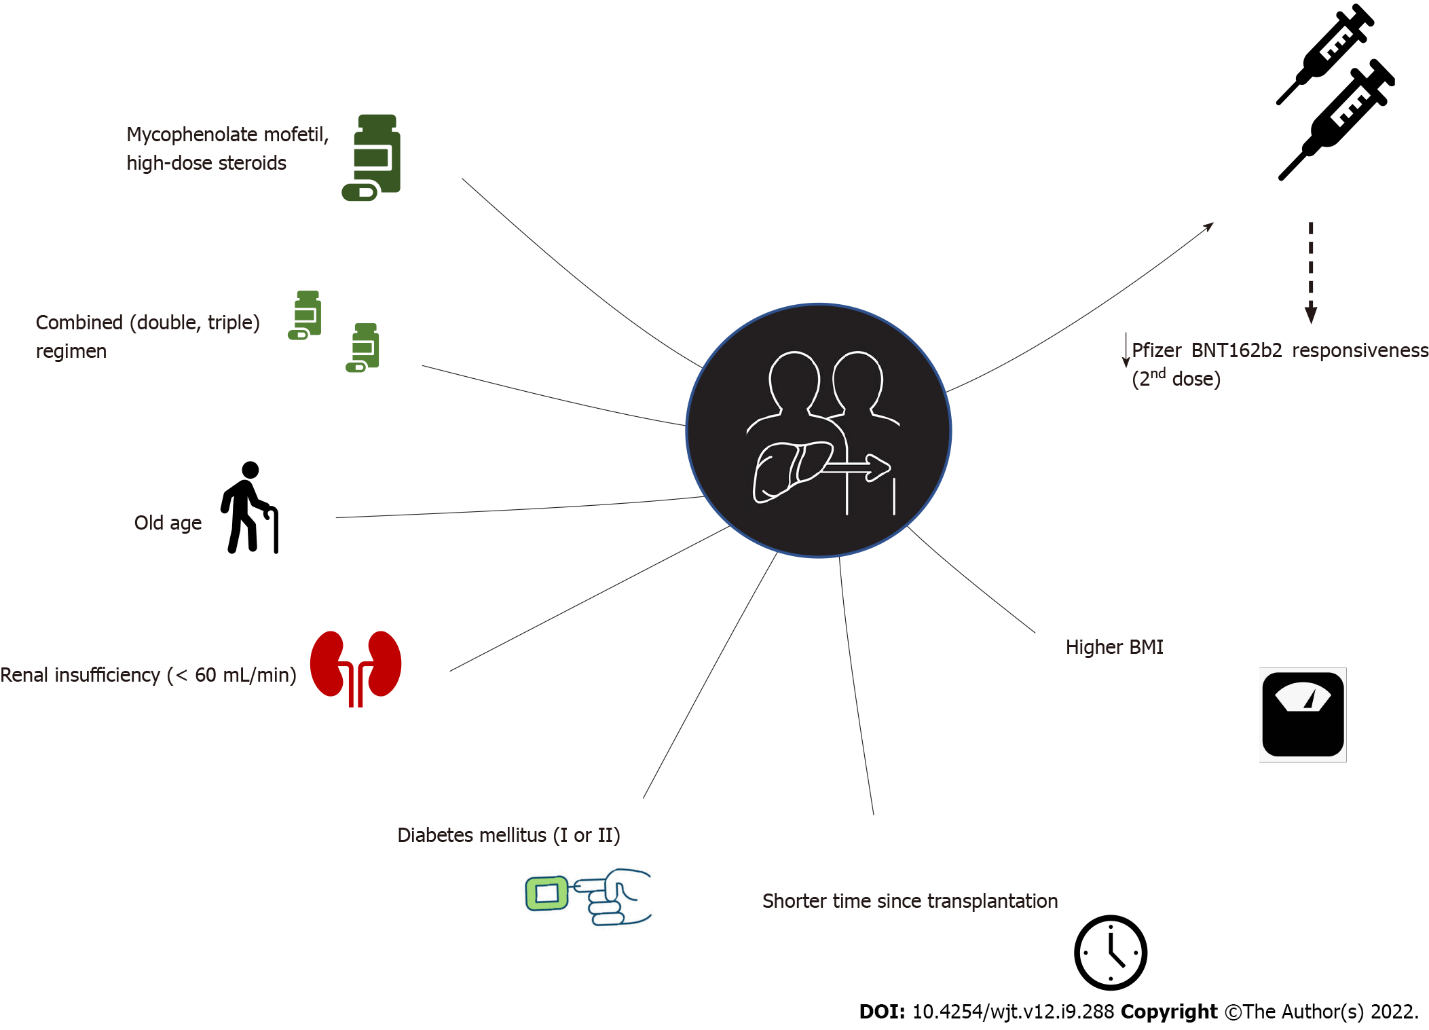 Mycophenolate mofetil,
high-dose steroids
Combined (double, triple)
regimen
↓Pfizer BNT162b2 responsiveness
(2nd dose)
Old age
Renal insufficiency (< 60 mL/min)
Higher BMI
Diabetes mellitus (I or II)
Shorter time since transplantation
DOI: 10.4254/wjt.v12.i9.288 Copyright ©The Author(s) 2022.